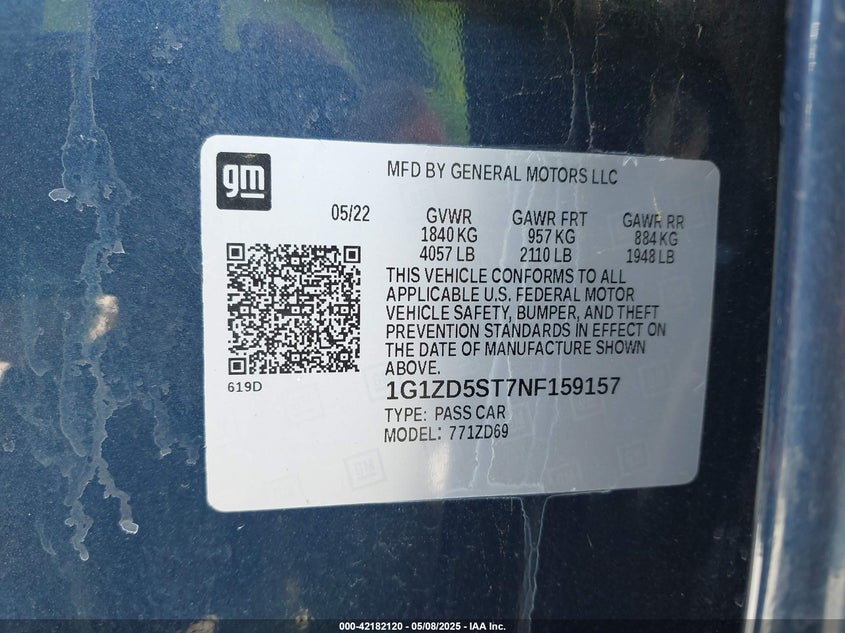 gm
MFD BY GENERAL MOTORS LLC
05/22 GVWR GAWR FRT GAWR RR
1840 KG 957 KG 884 KG
4057 LB 2110 LB 1948 LB
THIS VEHICLE CONFORMS TO ALL
APPLICABLE U.S. FEDERAL MOTOR
VEHICLE SAFETY, BUMPER, AND THEFT
PREVENTION STANDARDS IN EFFECT ON
THE DATE OF MANUFACTURE SHOWN
ABOVE.
619D
1G1ZD5ST7NF159157
TYPE: PASS CAR
MODEL: 771ZD69
000-42182120 - 05/08/2025 - IAA Inc.